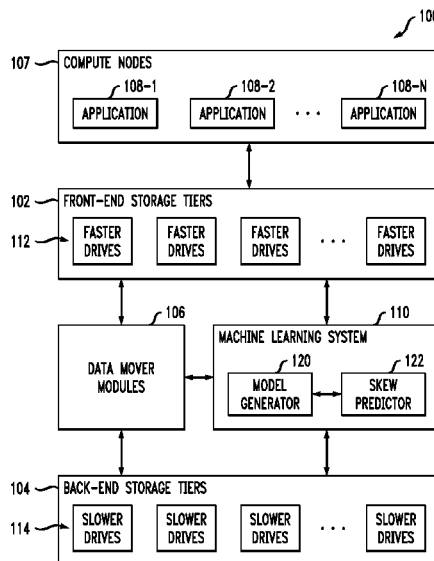 100
107
COMPUTE NODES
108-1
108-2
108-N
APPLICATION
APPLICATION
. . .
APPLICATION
102
FRONT-END STORAGE TIERS
112
FASTER DRIVES
FASTER DRIVES
FASTER DRIVES
. . .
FASTER DRIVES
106
110
DATA MOVER
MODULES
MACHINE LEARNING SYSTEM
120
122
MODEL
GENERATOR
SKEW
PREDICTOR
104
BACK-END STORAGE TIERS
114
SLOWER DRIVES
SLOWER DRIVES
SLOWER DRIVES
. . .
SLOWER DRIVES